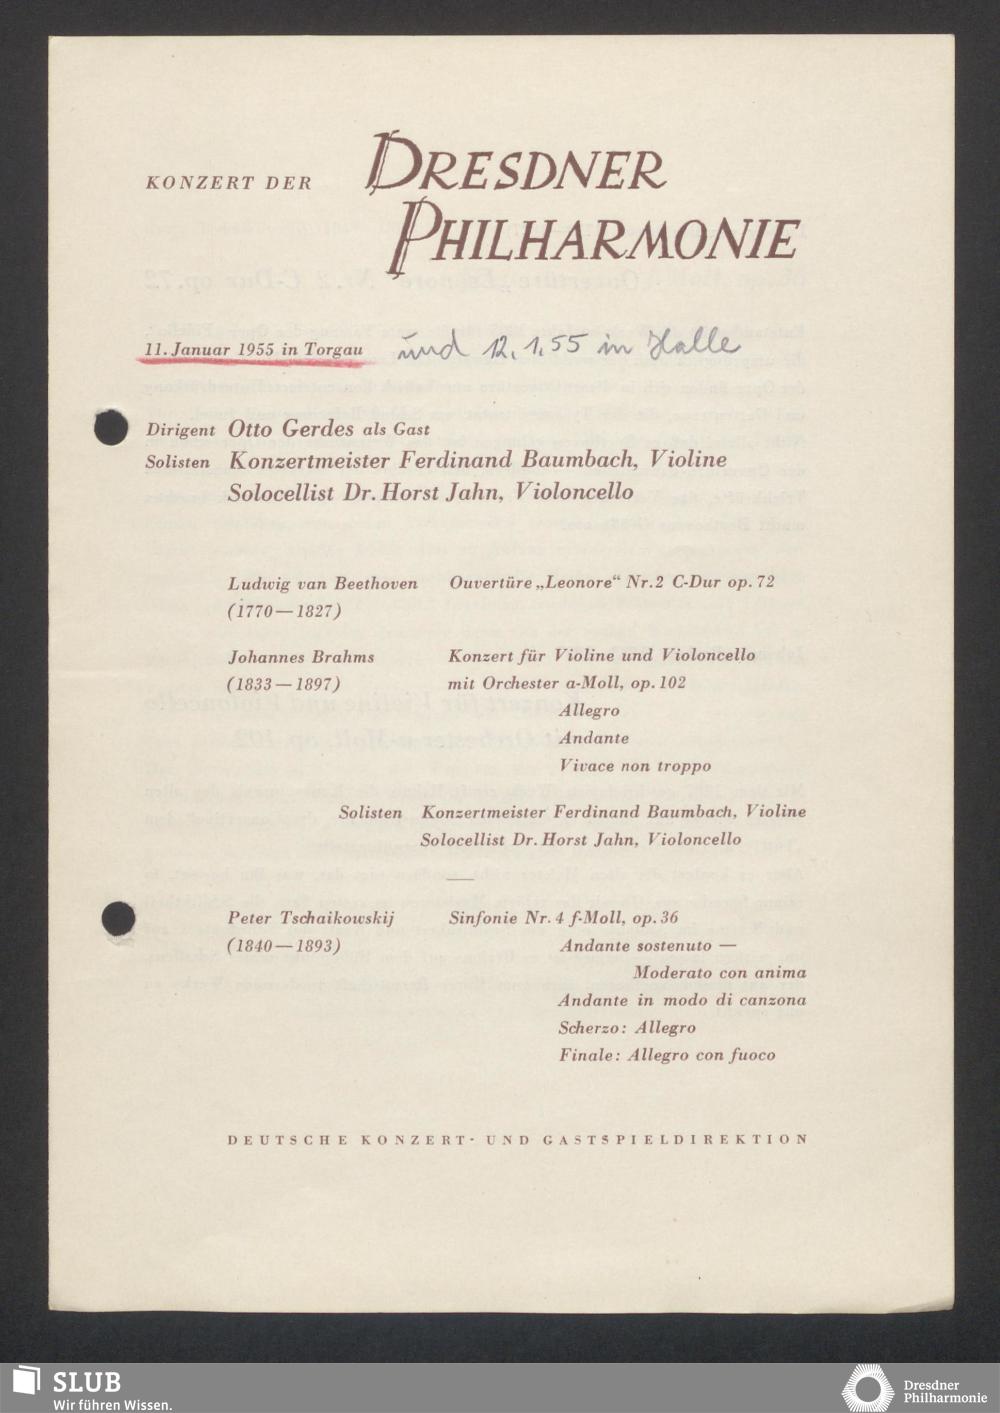 KONZERT DER DRESDNER
PHILHARMONIE
11. Januar 1955 in Torgau und 12.1.55 in Halle
Dirigent Otto Gerdes als Gast
Solisten Konzertmeister Ferdinand Baumbach, Violine
Solocellist Dr. Horst Jahn, Violoncello
Ludwig van Beethoven Ouvertüre „Leonore“ Nr. 2 C-Dur op. 72
(1770—1827)
Johannes Brahms Konzert für Violine und Violoncello
(1833—1897) mit Orchester a-Moll, op. 102
Allegro
Andante
Vivace non troppo
Solisten Konzertmeister Ferdinand Baumbach, Violine
Solocellist Dr. Horst Jahn, Violoncello
Peter Tschaikowskij Sinfonie Nr. 4 f-Moll, op. 36
(1840—1893) Andante sostenuto —
Moderato con anima
Andante in modo di canzona
Scherzo: Allegro
Finale: Allegro con fuoco
DEUTSCHE KONZERT- UND GASTSPIELDIREKTION
SLUB
Wir führen Wissen.
Dresdner
Philharmonie